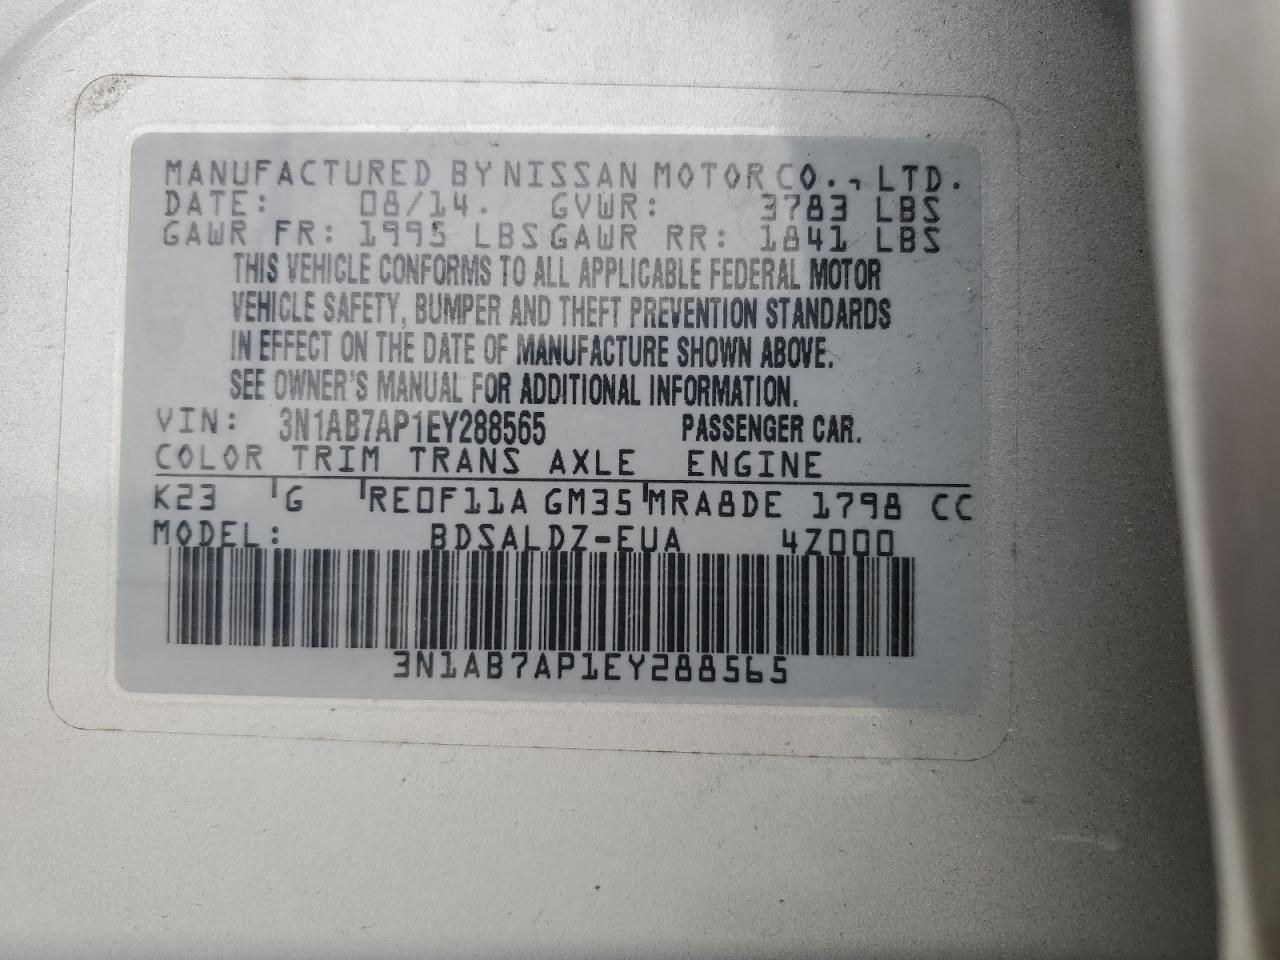 MANUFACTURED BY NISSAN MOTOR CO., LTD.
DATE: 08/14. GVWR: 3783 LBS
GAWR FR: 1995 LBS GAWR RR: 1841 LBS
THIS VEHICLE CONFORMS TO ALL APPLICABLE FEDERAL MOTOR
VEHICLE SAFETY, BUMPER AND THEFT PREVENTION STANDARDS
IN EFFECT ON THE DATE OF MANUFACTURE SHOWN ABOVE.
SEE OWNER'S MANUAL FOR ADDITIONAL INFORMATION.
VIN: 3N1AB7AP1EY288565 PASSENGER CAR.
COLOR TRIM TRANS AXLE ENGINE
K23 G RE0F11A GM35 MRA8DE 1798 CC
MODEL: BDSALDZ-EUA 4Z000
3N1AB7AP1EY288565